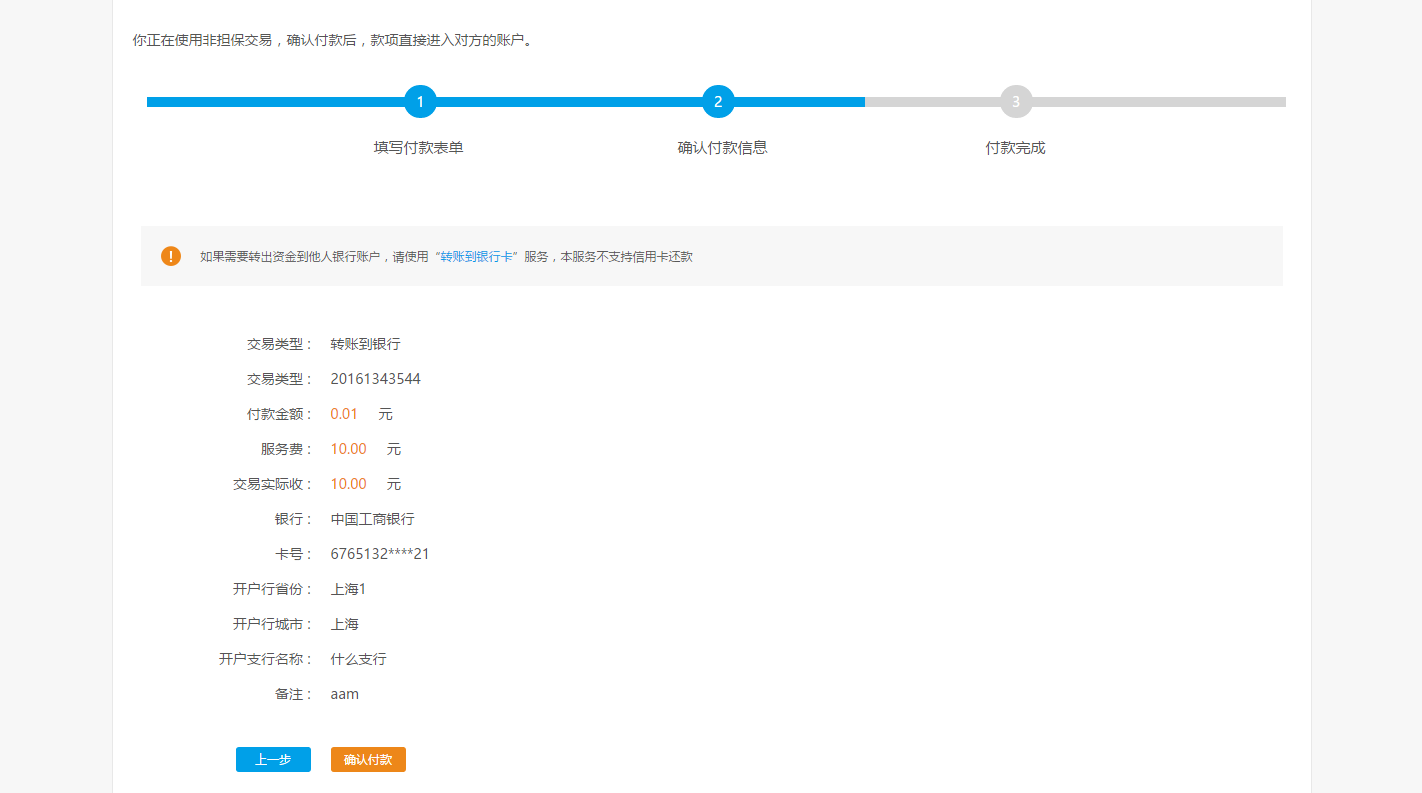 你正在使用非担保交易，确认付款后，款项直接进入对方的账户。
1 2 3
填写付款表单 确认付款信息 付款完成
如果需要转出资金到他人银行账户，请使用“转账到银行卡”服务，本服务不支持信用卡还款
交易类型： 转账到银行
交易类型： 20161343544
付款金额： 0.01 元
服务费： 10.00 元
交易实际收： 10.00 元
银行： 中国工商银行
卡号： 6765132****21
开户行省份： 上海1
开户行城市： 上海
开户支行名称： 什么支行
备注： aam
上一步 确认付款